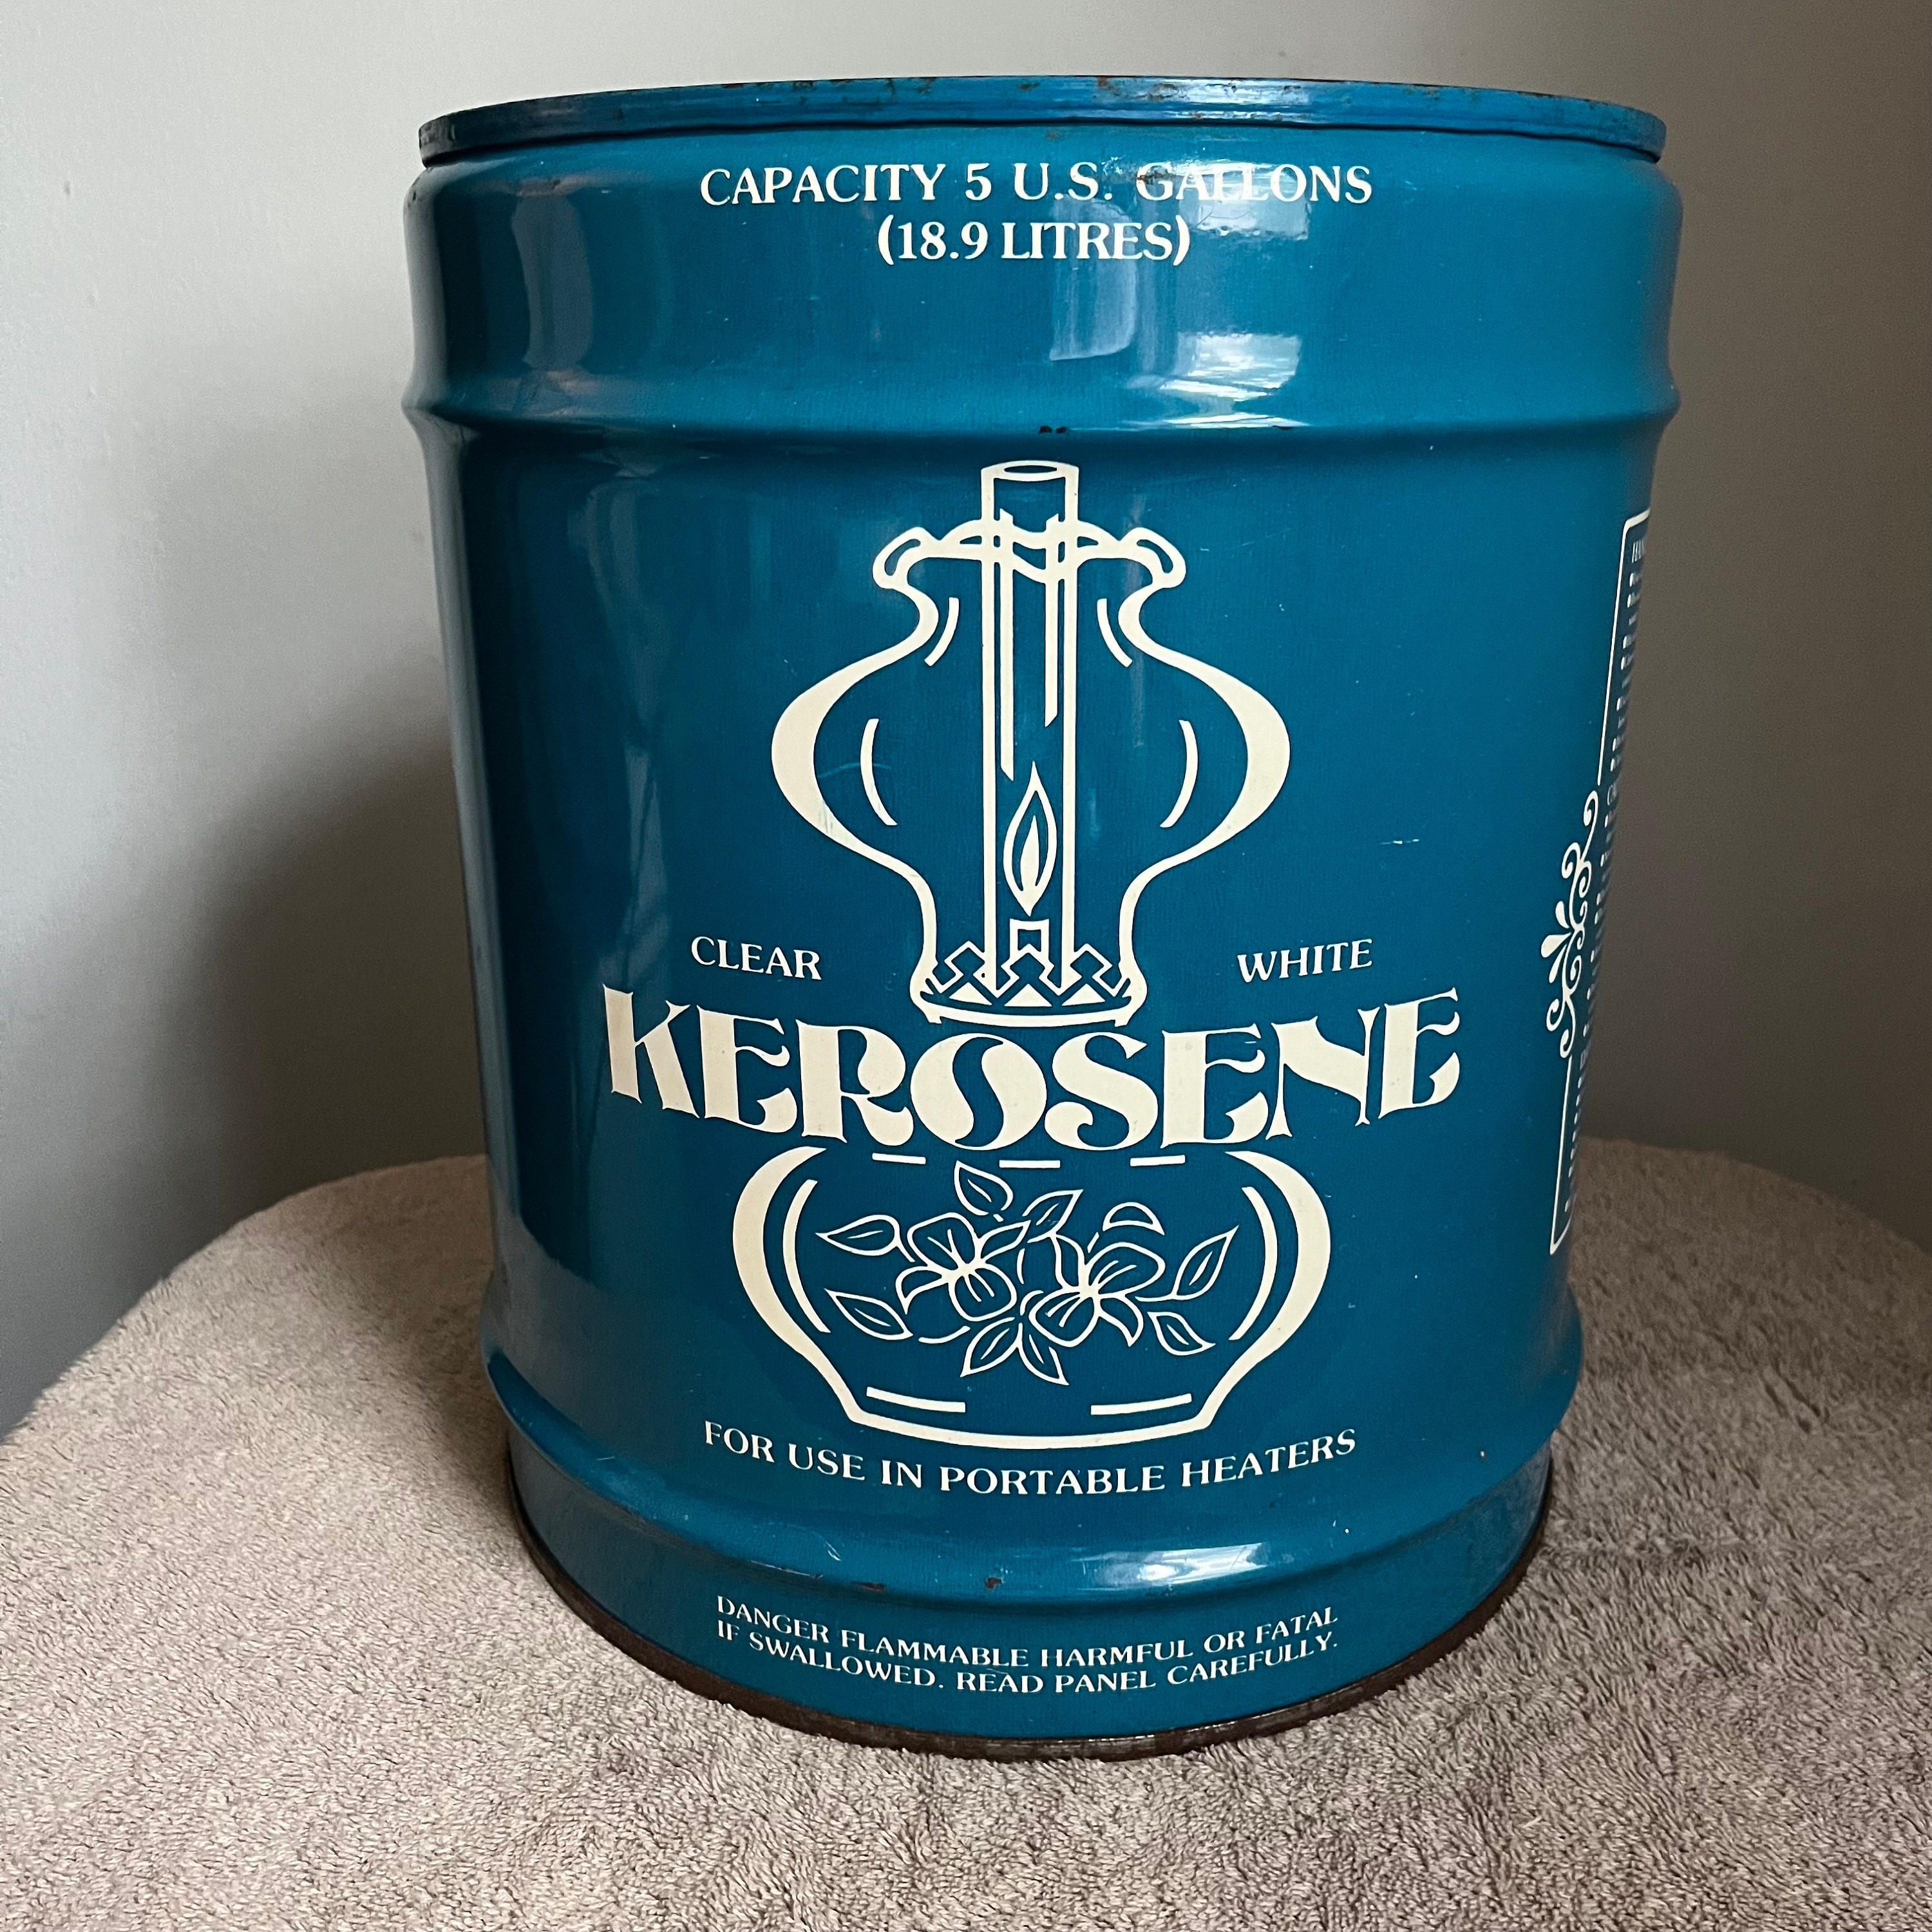 CAPACITY 5 U.S. GALLONS
(18.9 LITRES)
CLEAR WHITE
KEROSENE
FOR USE IN PORTABLE HEATERS
DANGER FLAMMABLE HARMFUL OR FATAL
IF SWALLOWED. READ PANEL CAREFULLY.